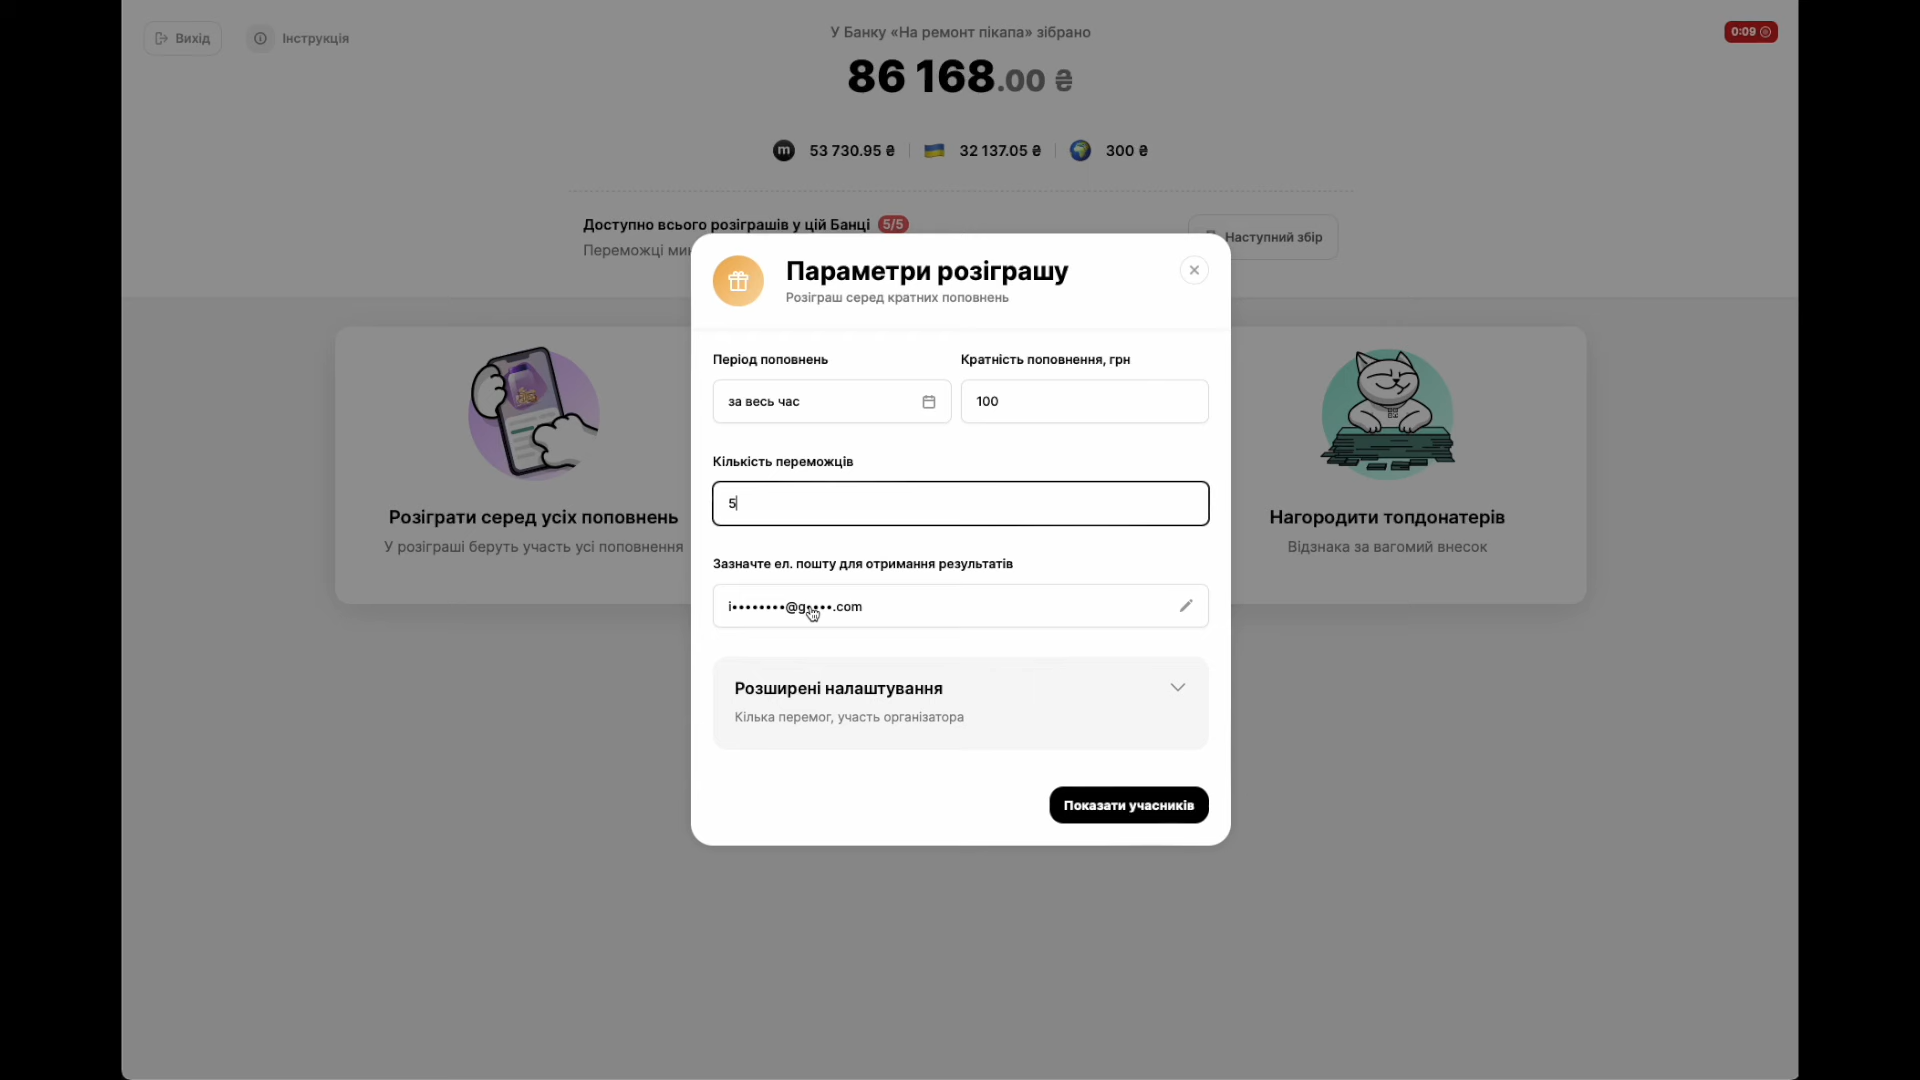 Вихід
Інструкція
У Банку «На ремонт пікапа» зібрано
0:09
86 168.00 ₴
m 53 730.95 ₴
32 137.05 ₴
300 ₴
Доступно всього розіграшів у цій Банці 5/5
Переможці
Наступний збір
Параметри розіграшу
Розіграш серед кратних поповнень
Період поповнень
Кратність поповнення, грн
за весь час
100
Кількість переможців
5
Зазначте ел. пошту для отримання результатів
i••••••••@g••••.com
Розширені налаштування
Кілька перемог, участь організатора
Показати учасників
Розіграти серед усіх поповнень
У розіграші беруть участь усі поповнення
Нагородити топдонатерів
Відзнака за вагомий внесок